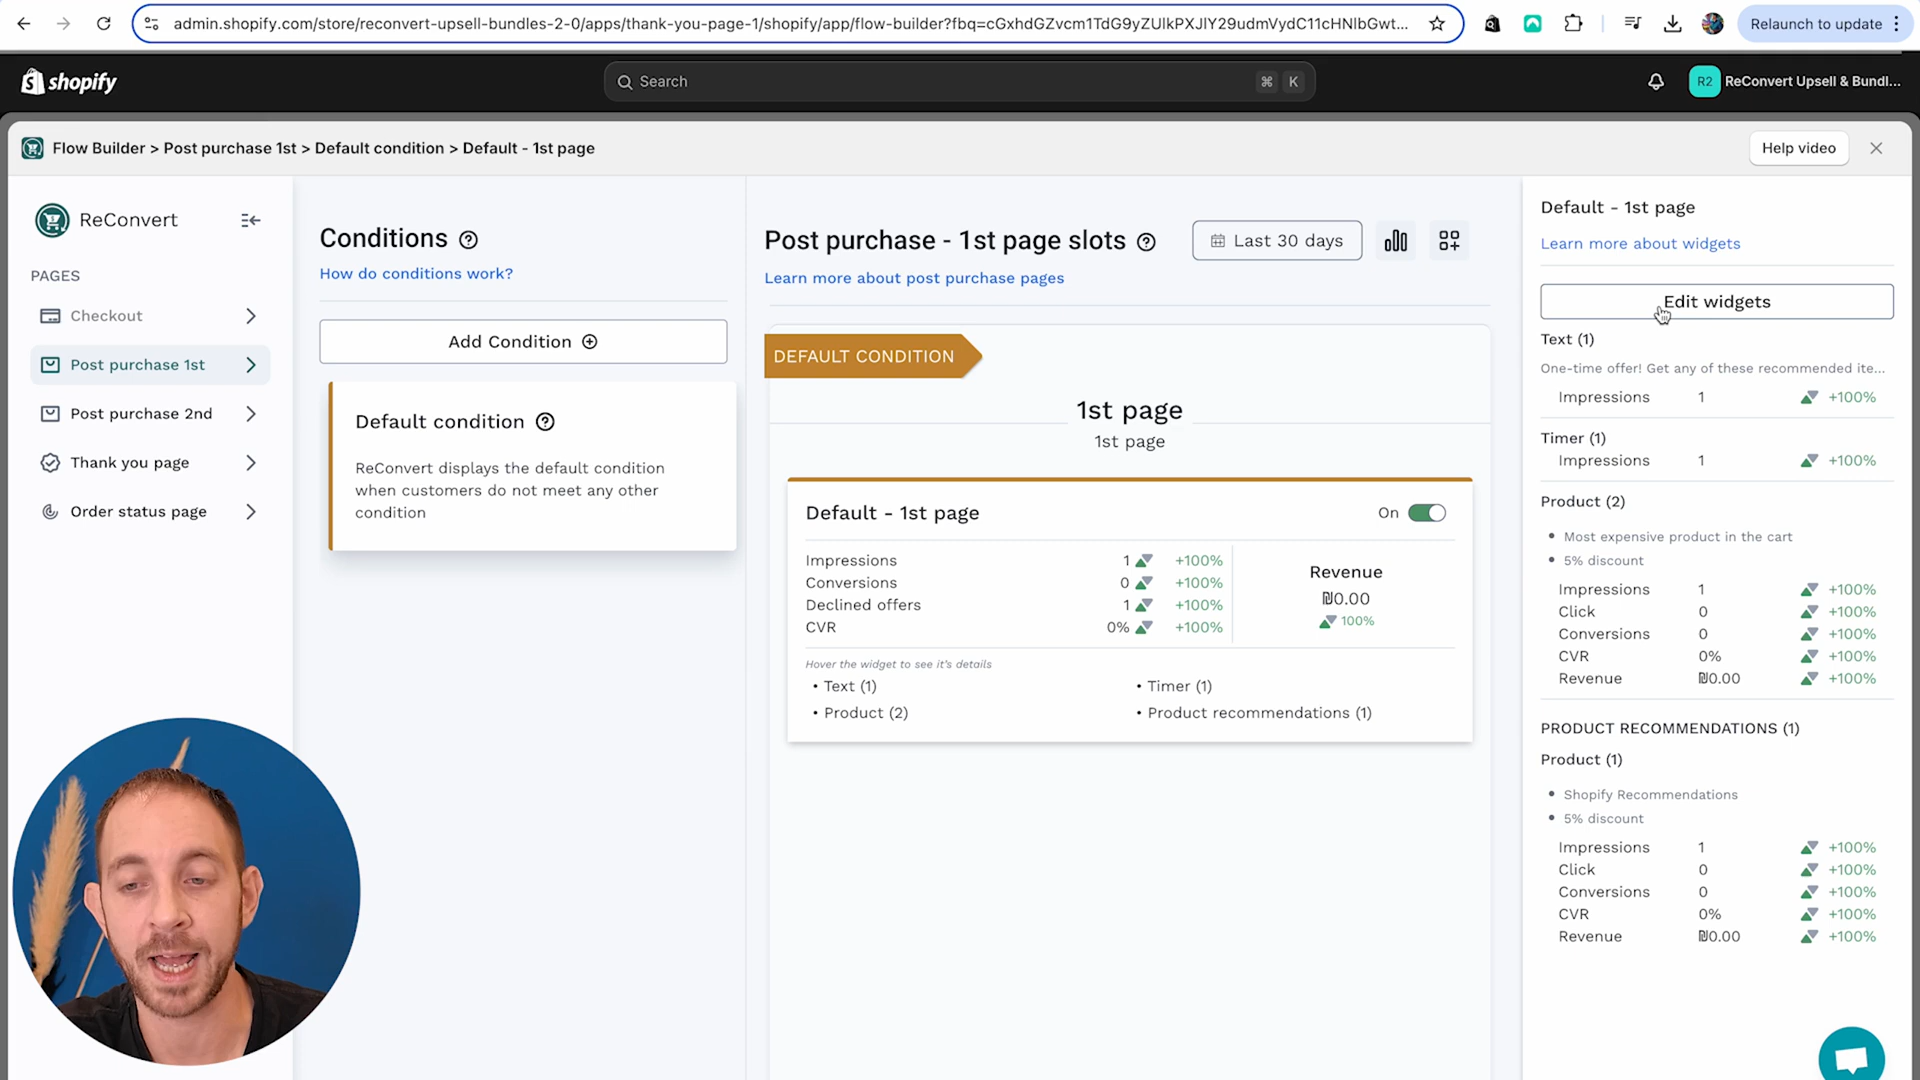 admin.shopify.com/store/reconvert-upsell-bundles-2-0/apps/thank-you-page-1/shopify/app/flow-builder?fbq=cGxhdGZvcm1TdG9yZUlkPXJlY29udmVydC11cHNlbGwt...
Relaunch to update
shopify
Search
⌘ K
R2 ReConvert Upsell & Bundl...
Flow Builder > Post purchase 1st > Default condition > Default - 1st page
Help video
ReConvert
PAGES
Checkout
Post purchase 1st
Post purchase 2nd
Thank you page
Order status page
Conditions
How do conditions work?
Add Condition
Default condition
ReConvert displays the default condition
when customers do not meet any other
condition
Post purchase - 1st page slots
Last 30 days
Learn more about post purchase pages
DEFAULT CONDITION
1st page
1st page
Default - 1st page
On
Impressions 1 +100%
Conversions 0 +100%
Declined offers 1 +100%
CVR 0% +100%
Revenue
₪0.00
100%
Hover the widget to see it's details
• Text (1)
• Timer (1)
• Product (2)
• Product recommendations (1)
Default - 1st page
Learn more about widgets
Edit widgets
Text (1)
One-time offer! Get any of these recommended ite...
Impressions 1 +100%
Timer (1)
Impressions 1 +100%
Product (2)
• Most expensive product in the cart
• 5% discount
Impressions 1 +100%
Click 0 +100%
Conversions 0 +100%
CVR 0% +100%
Revenue ₪0.00 +100%
PRODUCT RECOMMENDATIONS (1)
Product (1)
• Shopify Recommendations
• 5% discount
Impressions 1 +100%
Click 0 +100%
Conversions 0 +100%
CVR 0% +100%
Revenue ₪0.00 +100%